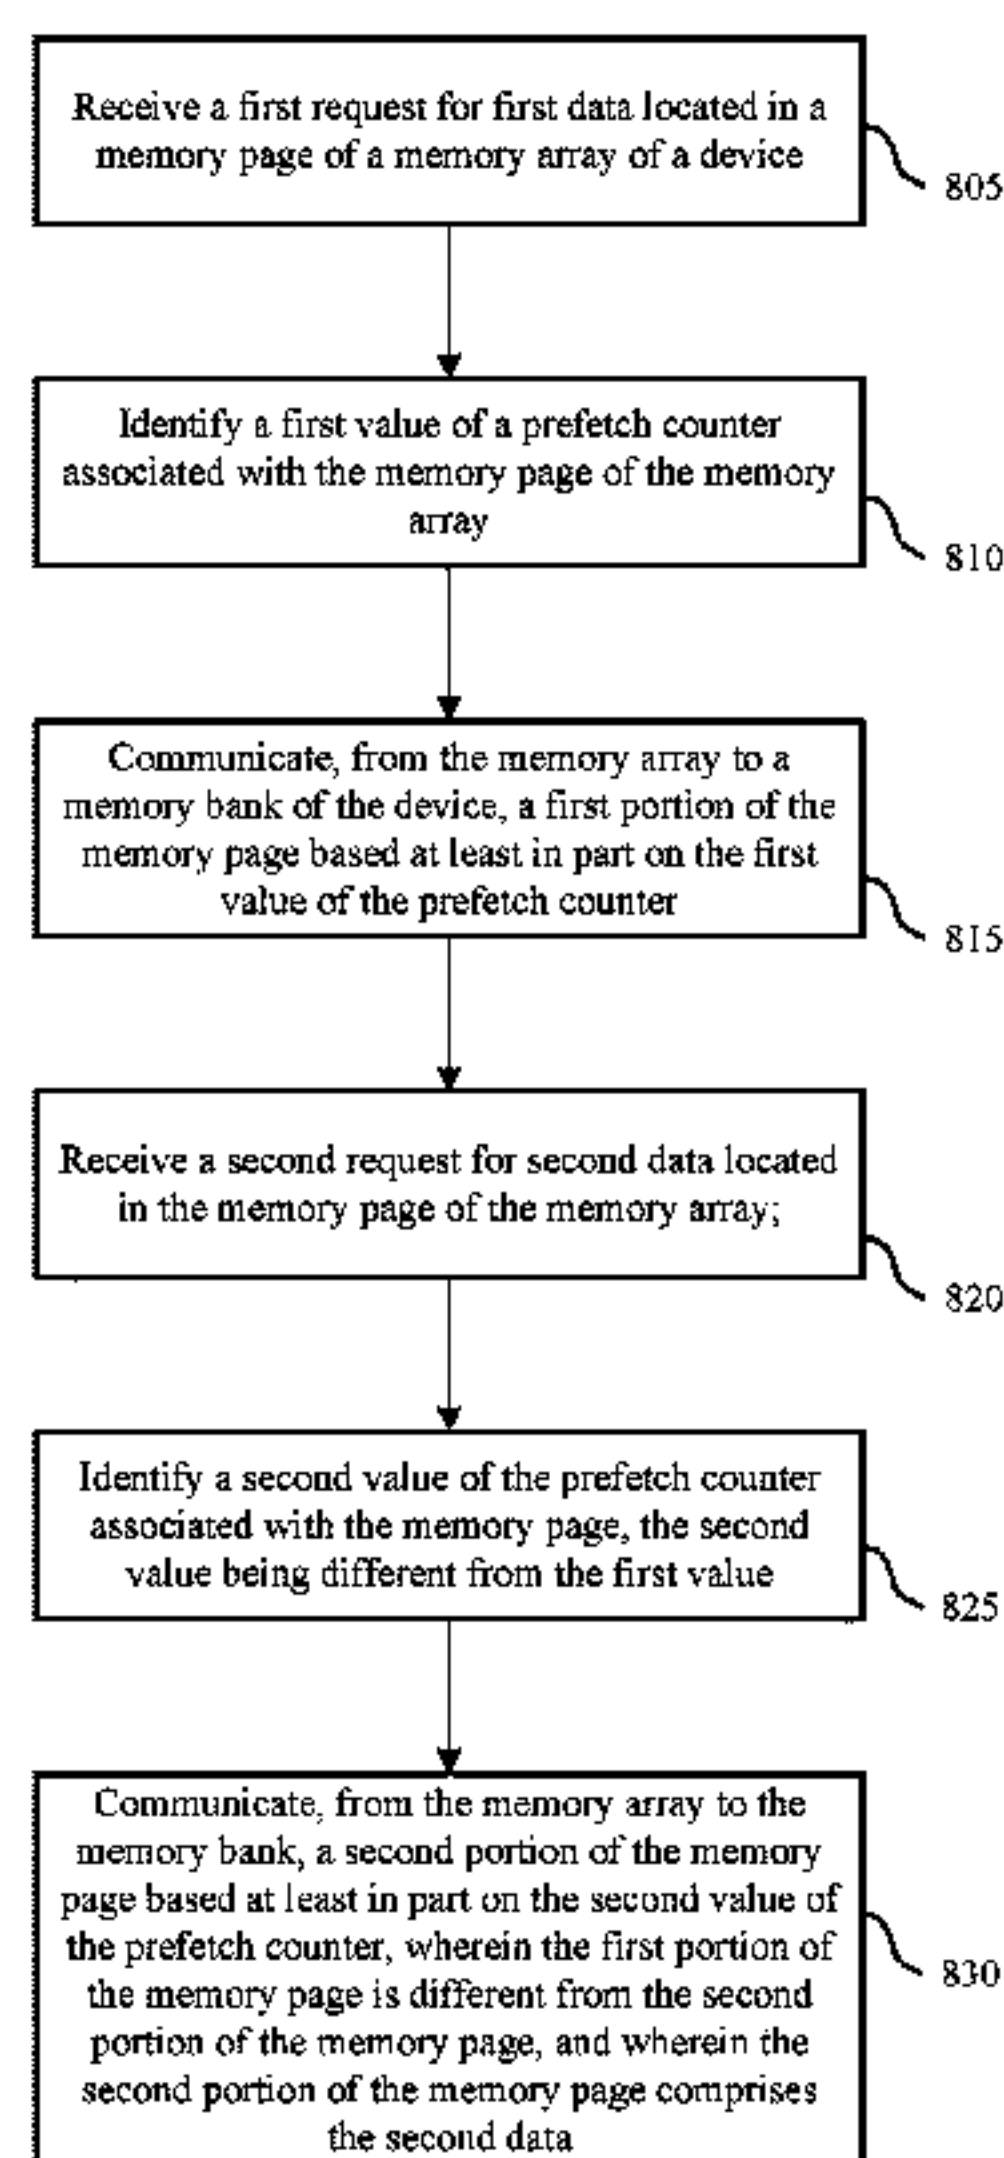 Receive a first request for first data located in a
memory page of a memory array of a device
805
Identify a first value of a prefetch counter
associated with the memory page of the memory
array
810
Communicate, from the memory array to a
memory bank of the device, a first portion of the
memory page based at least in part on the first
value of the prefetch counter
815
Receive a second request for second data located
in the memory page of the memory array;
820
Identify a second value of the prefetch counter
associated with the memory page, the second
value being different from the first value
825
Communicate, from the memory array to the
memory bank, a second portion of the memory
page based at least in part on the second value of
the prefetch counter, wherein the first portion of
the memory page is different from the second
portion of the memory page, and wherein the
second portion of the memory page comprises
the second data
830